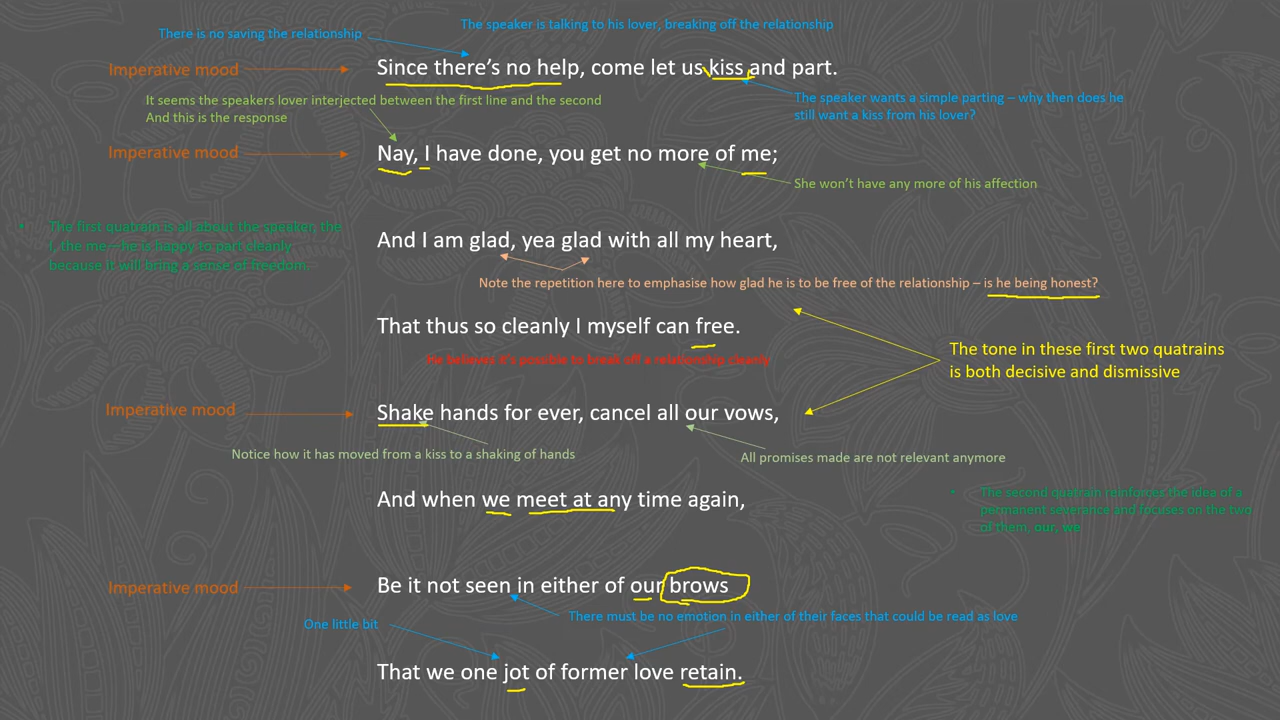 The speaker is talking to his lover, breaking off the relationship
There is no saving the relationship
Imperative mood
Since there's no help, come let us kiss and part.
It seems the speakers lover interjected between the first line and the second
And this is the response
The speaker wants a simple parting – why then does he
still want a kiss from his lover?
Imperative mood
Nay, I have done, you get no more of me;
She won't have any more of his affection
• The first quatrain is all about the speaker, the
I, the me—he is happy to part cleanly
because it will bring a sense of freedom.
And I am glad, yea glad with all my heart,
Note the repetition here to emphasise how glad he is to be free of the relationship – is he being honest?
That thus so cleanly I myself can free.
He believes it's possible to break off a relationship cleanly
The tone in these first two quatrains
is both decisive and dismissive
Imperative mood
Shake hands for ever, cancel all our vows,
Notice how it has moved from a kiss to a shaking of hands
All promises made are not relevant anymore
And when we meet at any time again,
• The second quatrain reinforces the idea of a
permanent severance and focuses on the two
of them, our, we
Imperative mood
Be it not seen in either of our brows
There must be no emotion in either of their faces that could be read as love
One little bit
That we one jot of former love retain.